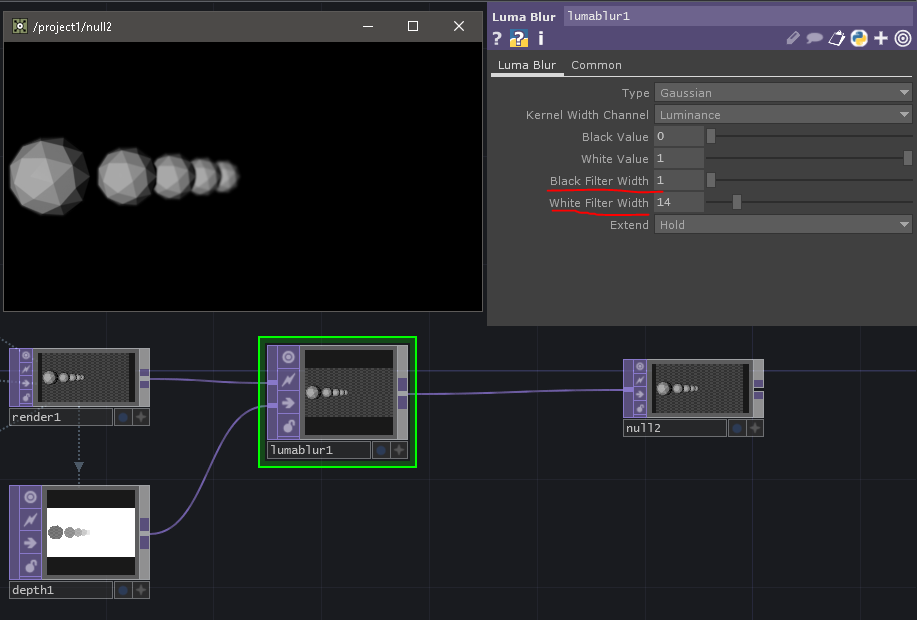 /project1/null2
Luma Blur lumablur1
? ? i
Luma Blur Common
Type Gaussian
Kernel Width Channel Luminance
Black Value 0
White Value 1
Black Filter Width 1
White Filter Width 14
Extend Hold
render1
lumablur1
null2
depth1